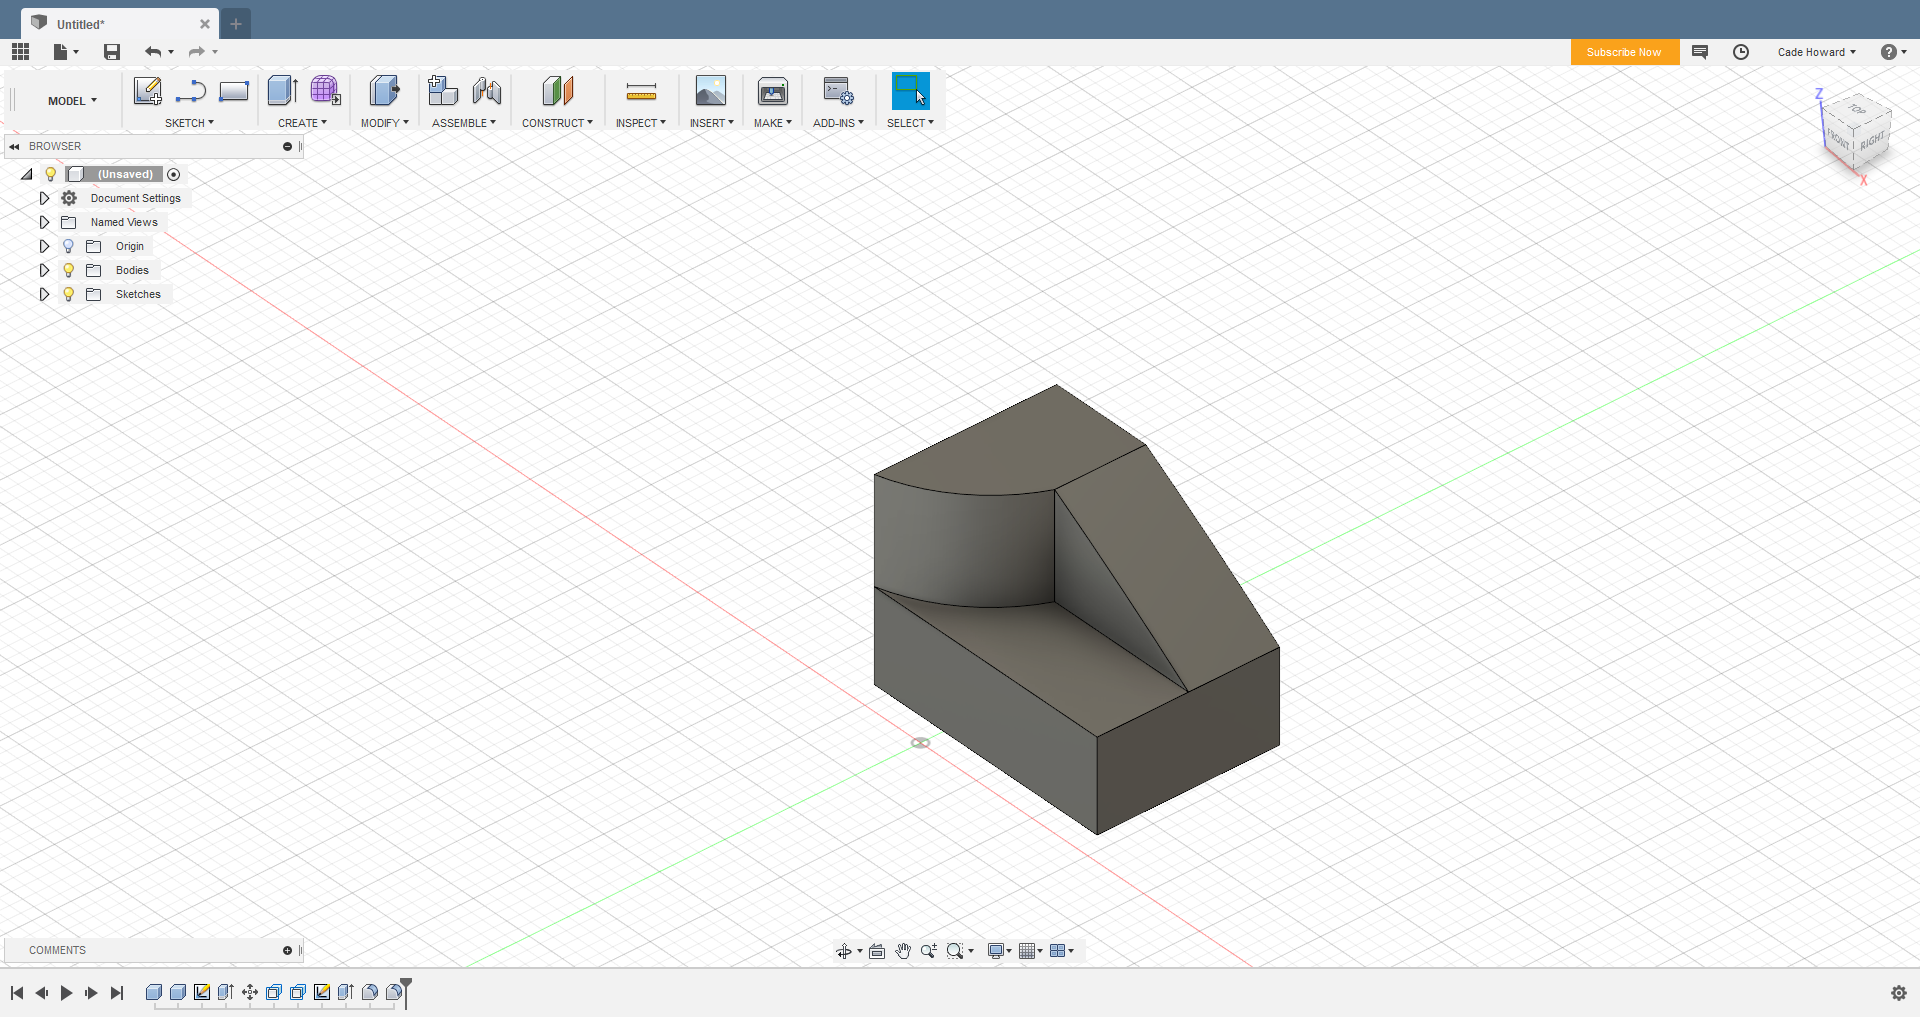 Untitled*
Subscribe Now
Cade Howard
MODEL
SKETCH
CREATE
MODIFY
ASSEMBLE
CONSTRUCT
INSPECT
INSERT
MAKE
ADD-INS
SELECT
Z
TOP
FRONT
RIGHT
X
BROWSER
(Unsaved)
Document Settings
Named Views
Origin
Bodies
Sketches
COMMENTS